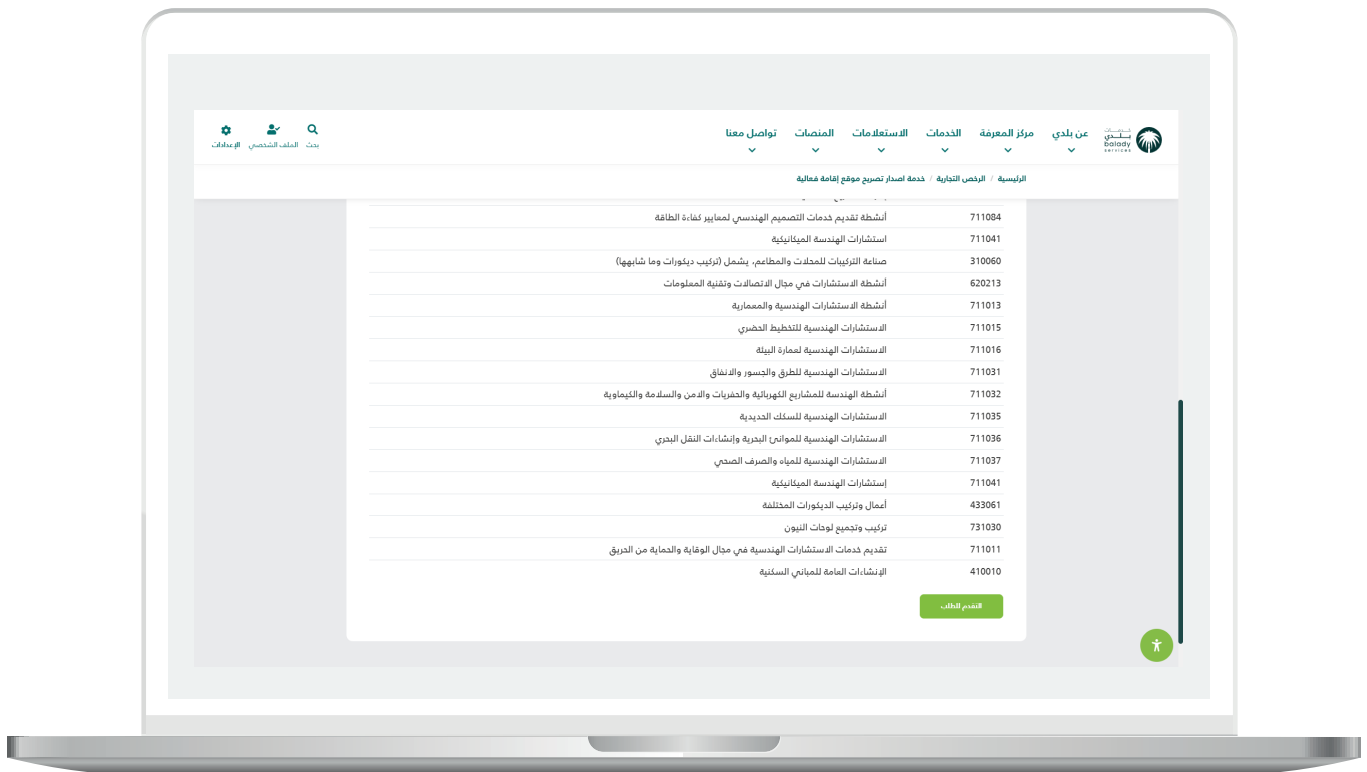 خدمات
بلدي
balady
services
عن بلدي
مركز المعرفة
الخدمات
الاستعلامات
المنصات
تواصل معنا
بحث
الملف الشخصي
الإعدادات
الرئيسية / الرخص التجارية / خدمة اصدار تصريح موقع إقامة فعالية
711084 أنشطة تقديم خدمات التصميم الهندسي لمعايير كفاءة الطاقة
711041 استشارات الهندسة الميكانيكية
310060 صناعة التركيبات للمحلات والمطاعم، يشمل (تركيب ديكورات وما شابهها)
620213 أنشطة الاستشارات في مجال الاتصالات وتقنية المعلومات
711013 أنشطة الاستشارات الهندسية والمعمارية
711015 الاستشارات الهندسية للتخطيط الحضري
711016 الاستشارات الهندسية لعمارة البيئة
711031 الاستشارات الهندسية للطرق والجسور والانفاق
711032 أنشطة الهندسة للمشاريع الكهربائية والحفريات والامن والسلامة والكيماوية
711035 الاستشارات الهندسية للسكك الحديدية
711036 الاستشارات الهندسية للموانئ البحرية وإنشاءات النقل البحري
711037 الاستشارات الهندسية للمياه والصرف الصحي
711041 إستشارات الهندسة الميكانيكية
433061 أعمال وتركيب الديكورات المختلفة
731030 تركيب وتجميع لوحات النيون
711011 تقديم خدمات الاستشارات الهندسية في مجال الوقاية والحماية من الحريق
410010 الإنشاءات العامة للمباني السكنية
التقدم للطلب